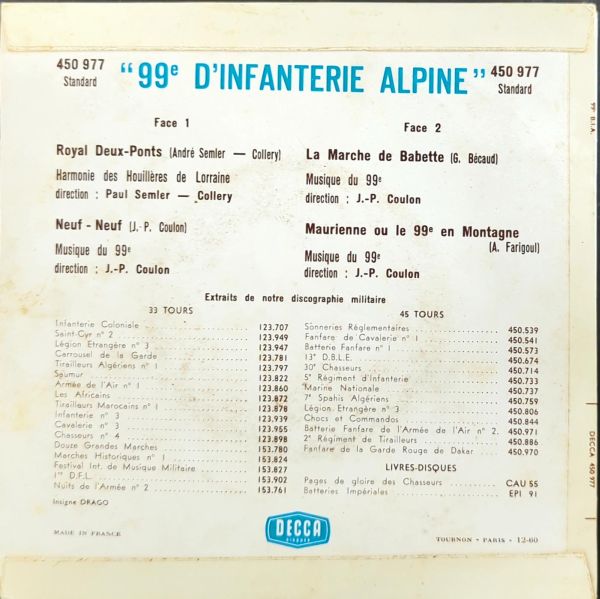 450 977
Standard
"99e D'INFANTERIE ALPINE"
450 977
Standard
Face 1
Royal Deux-Ponts (André Semler — Collery)
Harmonie des Houillères de Lorraine
direction : Paul Semler — Collery
Neuf - Neuf (J.-P. Coulon)
Musique du 99e
direction : J.-P. Coulon
Face 2
La Marche de Babette (G. Bécaud)
Musique du 99e
direction : J.-P. Coulon
Maurienne ou le 99e en Montagne
(A. Farigoul)
Musique du 99e
direction : J.-P. Coulon
Extraits de notre discographie militaire
33 TOURS
Infanterie Coloniale 123.707
Saint-Cyr n° 2 123.949
Légion Etrangère n° 3 123.947
Carrousel de la Garde 123.781
Tirailleurs Algériens n° 1 123.797
Saumur 123.822
Armée de l'Air n° 1 123.860
Les Africains 123.872
Tirailleurs Marocains n° 1 123.878
Infanterie n° 3 123.939
Cavalerie n° 3 123.955
Chasseurs n° 4 123.898
Douze Grandes Marches 153.780
Marches Historiques n° 1 153.824
Festival Int. de Musique Militaire 153.827
1re D.F.L. 153.902
Nuits de l'Armée n° 2 153.761
Insigne DRAGO
45 TOURS
Sonneries Règlementaires 450.539
Fanfare de Cavalerie n° 1 450.541
Batterie Fanfare n° 1 450.573
13e D.B.L.E. 450.674
30e Chasseurs 450.714
5e Régiment d'Infanterie 450.733
Marine Nationale 450.737
7e Spahis Algériens 450.759
Légion Etrangère n° 3 450.806
Chocs et Commandos 450.844
Batterie Fanfare de l'Armée de l'Air n° 2. 450.971
2e Régiment de Tirailleurs 450.886
Fanfare de la Garde Rouge de Dakar 450.970
LIVRES-DISQUES
Pages de gloire des Chasseurs CAU 55
Batteries Impériales EPI 91
DECCA
DISQUES
MADE IN FRANCE
TOURNON - PARIS - 12-60
99e B.I.A.
DECCA 450 977